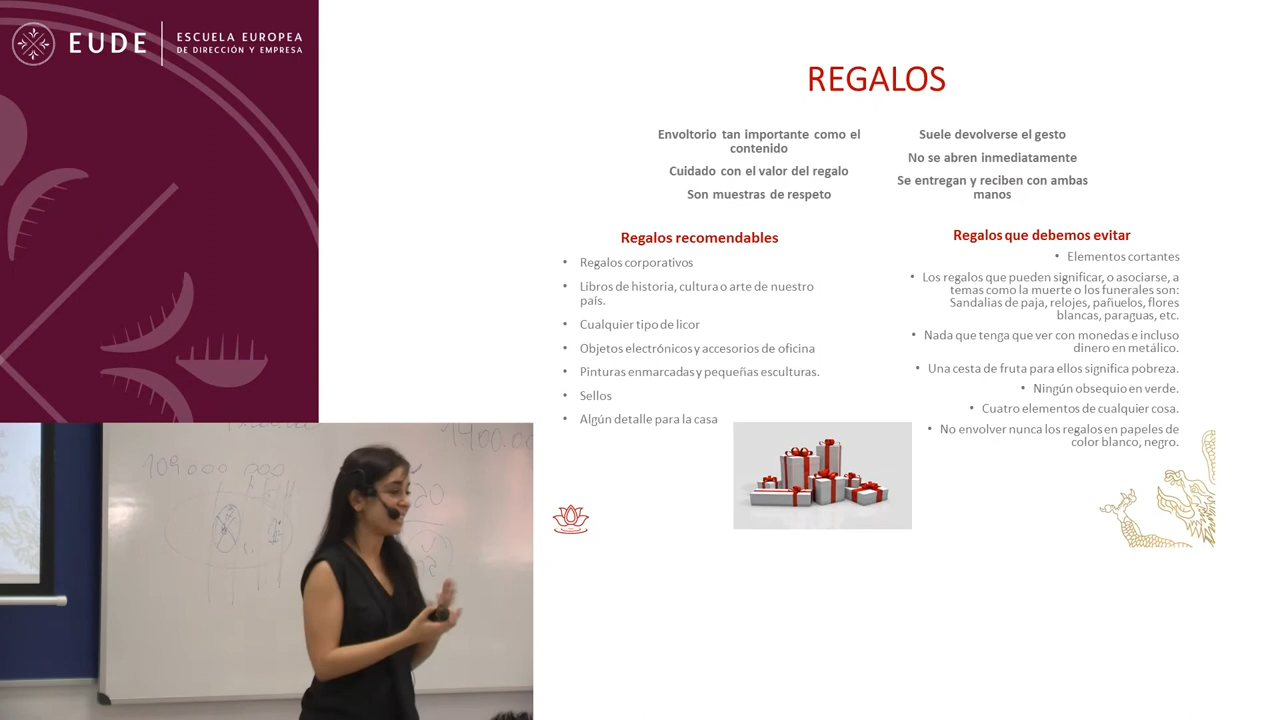 EUDE
ESCUELA EUROPEA
DE DIRECCIÓN Y EMPRESA
REGALOS
Envoltorio tan importante como el
contenido
Cuidado con el valor del regalo
Son muestras de respeto
Suele devolverse el gesto
No se abren inmediatamente
Se entregan y reciben con ambas
manos
Regalos recomendables
• Regalos corporativos
• Libros de historia, cultura o arte de nuestro
país.
• Cualquier tipo de licor
• Objetos electrónicos y accesorios de oficina
• Pinturas enmarcadas y pequeñas esculturas.
• Sellos
• Algún detalle para la casa
Regalos que debemos evitar
• Elementos cortantes
• Los regalos que pueden significar, o asociarse, a
temas como la muerte o los funerales son:
Sandalias de paja, relojes, pañuelos, flores
blancas, paraguas, etc.
• Nada que tenga que ver con monedas e incluso
dinero en metálico.
• Una cesta de fruta para ellos significa pobreza.
• Ningún obsequio en verde.
• Cuatro elementos de cualquier cosa.
• No envolver nunca los regalos en papeles de
color blanco, negro.